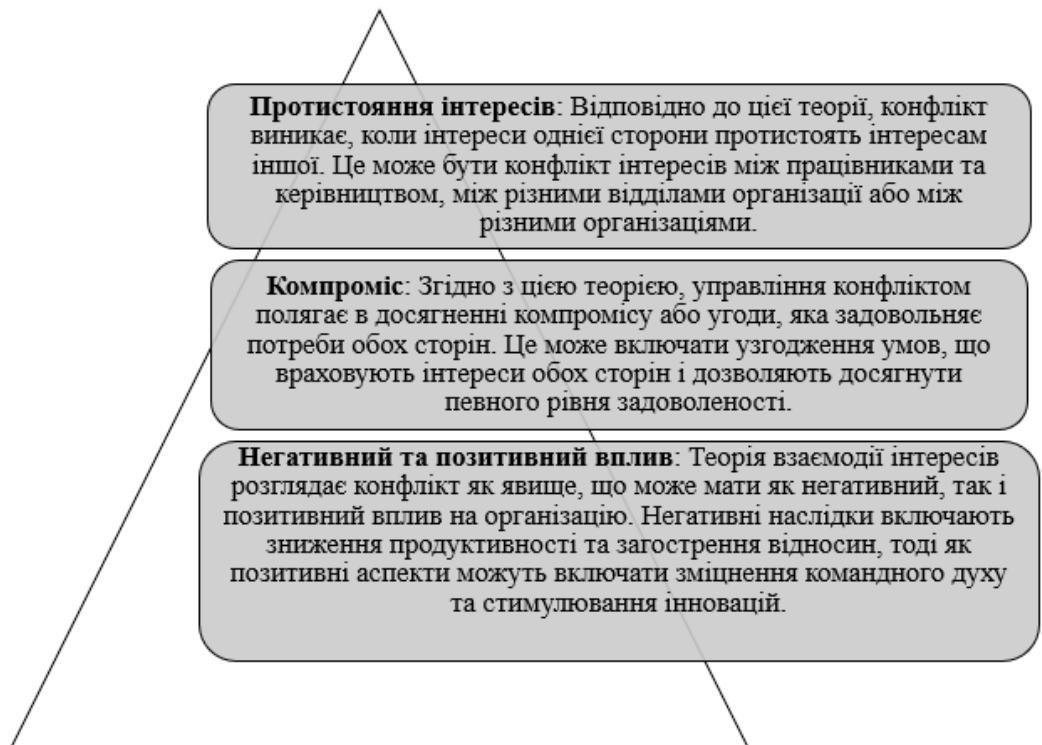 Протистояння інтересів: Відповідно до цієї теорії, конфлікт
виникає, коли інтереси однієї сторони протистоять інтересам
іншої. Це може бути конфлікт інтересів між працівниками та
керівництвом, між різними відділами організації або між
різними організаціями.
Компроміс: Згідно з цією теорією, управління конфліктом
полягає в досягненні компромісу або угоди, яка задовольняє
потреби обох сторін. Це може включати узгодження умов, що
враховують інтереси обох сторін і дозволяють досягнути
певного рівня задоволеності.
Негативний та позитивний вплив: Теорія взаємодії інтересів
розглядає конфлікт як явище, що може мати як негативний, так і
позитивний вплив на організацію. Негативні наслідки включають
зниження продуктивності та загострення відносин, тоді як
позитивні аспекти можуть включати зміцнення командного духу
та стимулювання інновацій.